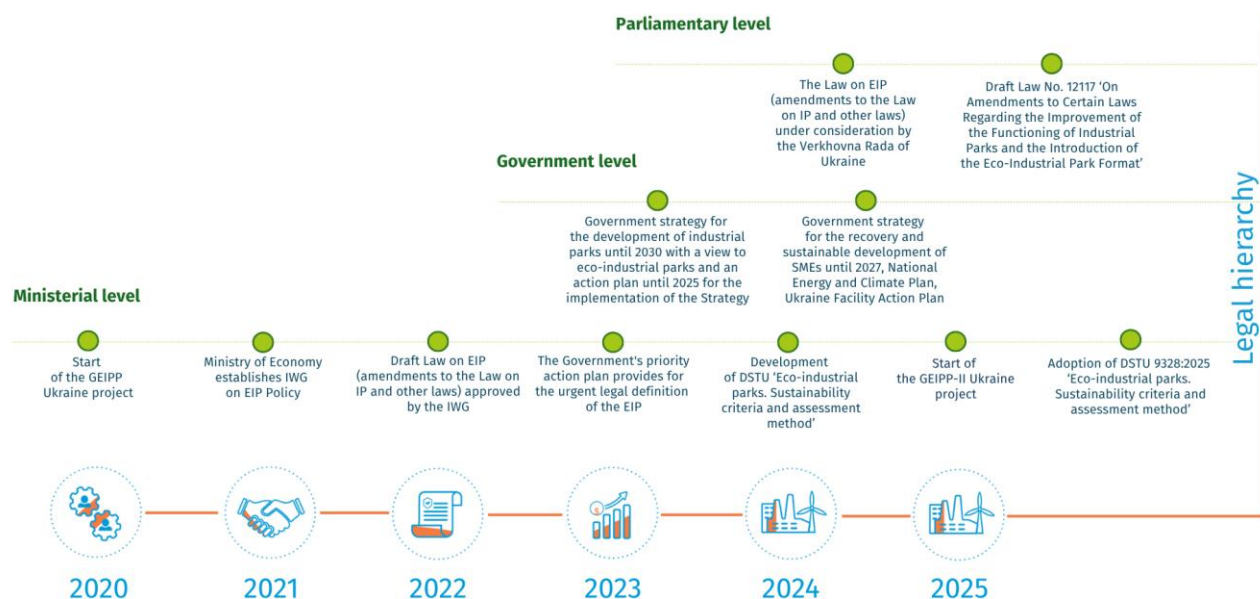 Parliamentary level
The Law on EIP
(amendments to the Law
on IP and other laws)
under consideration by
the Verkhovna Rada of
Ukraine
Draft Law No. 12117 ‘On
Amendments to Certain Laws
Regarding the Improvement of
the Functioning of Industrial
Parks and the Introduction of
the Eco-Industrial Park Format’
Government level
Government strategy for
the development of industrial
parks until 2030 with a view to
eco-industrial parks and an
action plan until 2025 for the
implementation of the Strategy
Government strategy
for the recovery and
sustainable development of
SMEs until 2027, National
Energy and Climate Plan,
Ukraine Facility Action Plan
Legal hierarchy
Ministerial level
Start
of the GEIPP
Ukraine project
Ministry of Economy
establishes IWG
on EIP Policy
Draft Law on EIP
(amendments to the Law on
IP and other laws) approved
by the IWG
The Government's priority
action plan provides for
the urgent legal definition
of the EIP
Development
of DSTU ‘Eco-industrial
parks. Sustainability
criteria and assessment
method’
Start of
the GEIPP-II Ukraine
project
Adoption of DSTU 9328:2025
‘Eco-industrial parks.
Sustainability criteria and
assessment method’
$
2020
2021
2022
2023
2024
2025